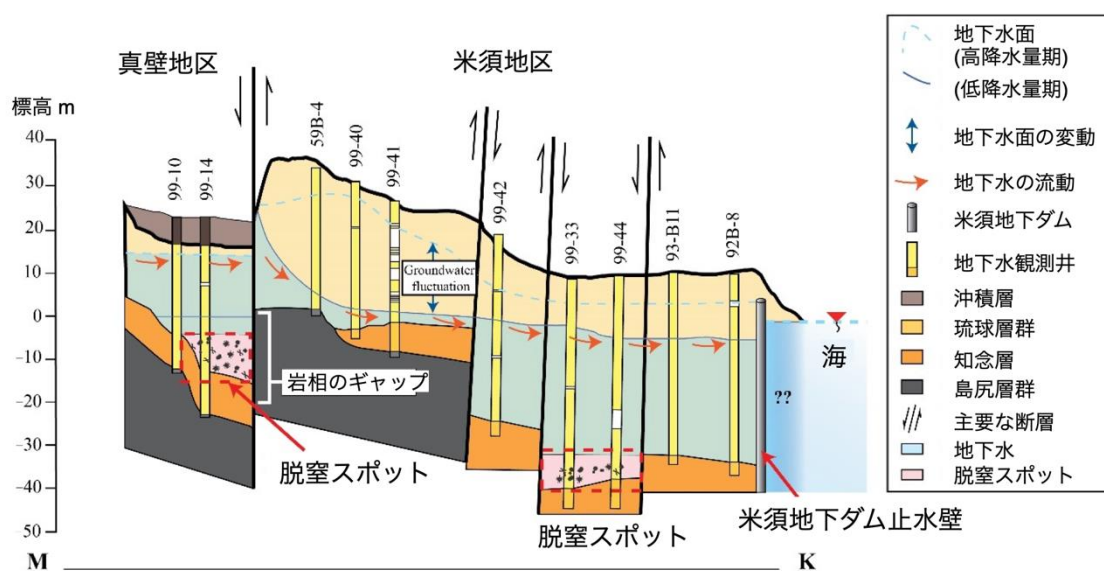 真壁地区
米須地区
標高 m
40
30
20
10
0
−10
−20
−30
−40
50
99-10
99-14
59B-4
99-40
99-41
99-42
99-33
99-44
93-B11
92B-8
Groundwater
fluctuation
岩相のギャップ
脱窒スポット
脱窒スポット
米須地下ダム止水壁
??
海
M
K
地下水面
(高降水量期)
(低降水量期)
地下水面の変動
地下水の流動
米須地下ダム
地下水観測井
沖積層
琉球層群
知念層
島尻層群
主要な断層
地下水
脱窒スポット